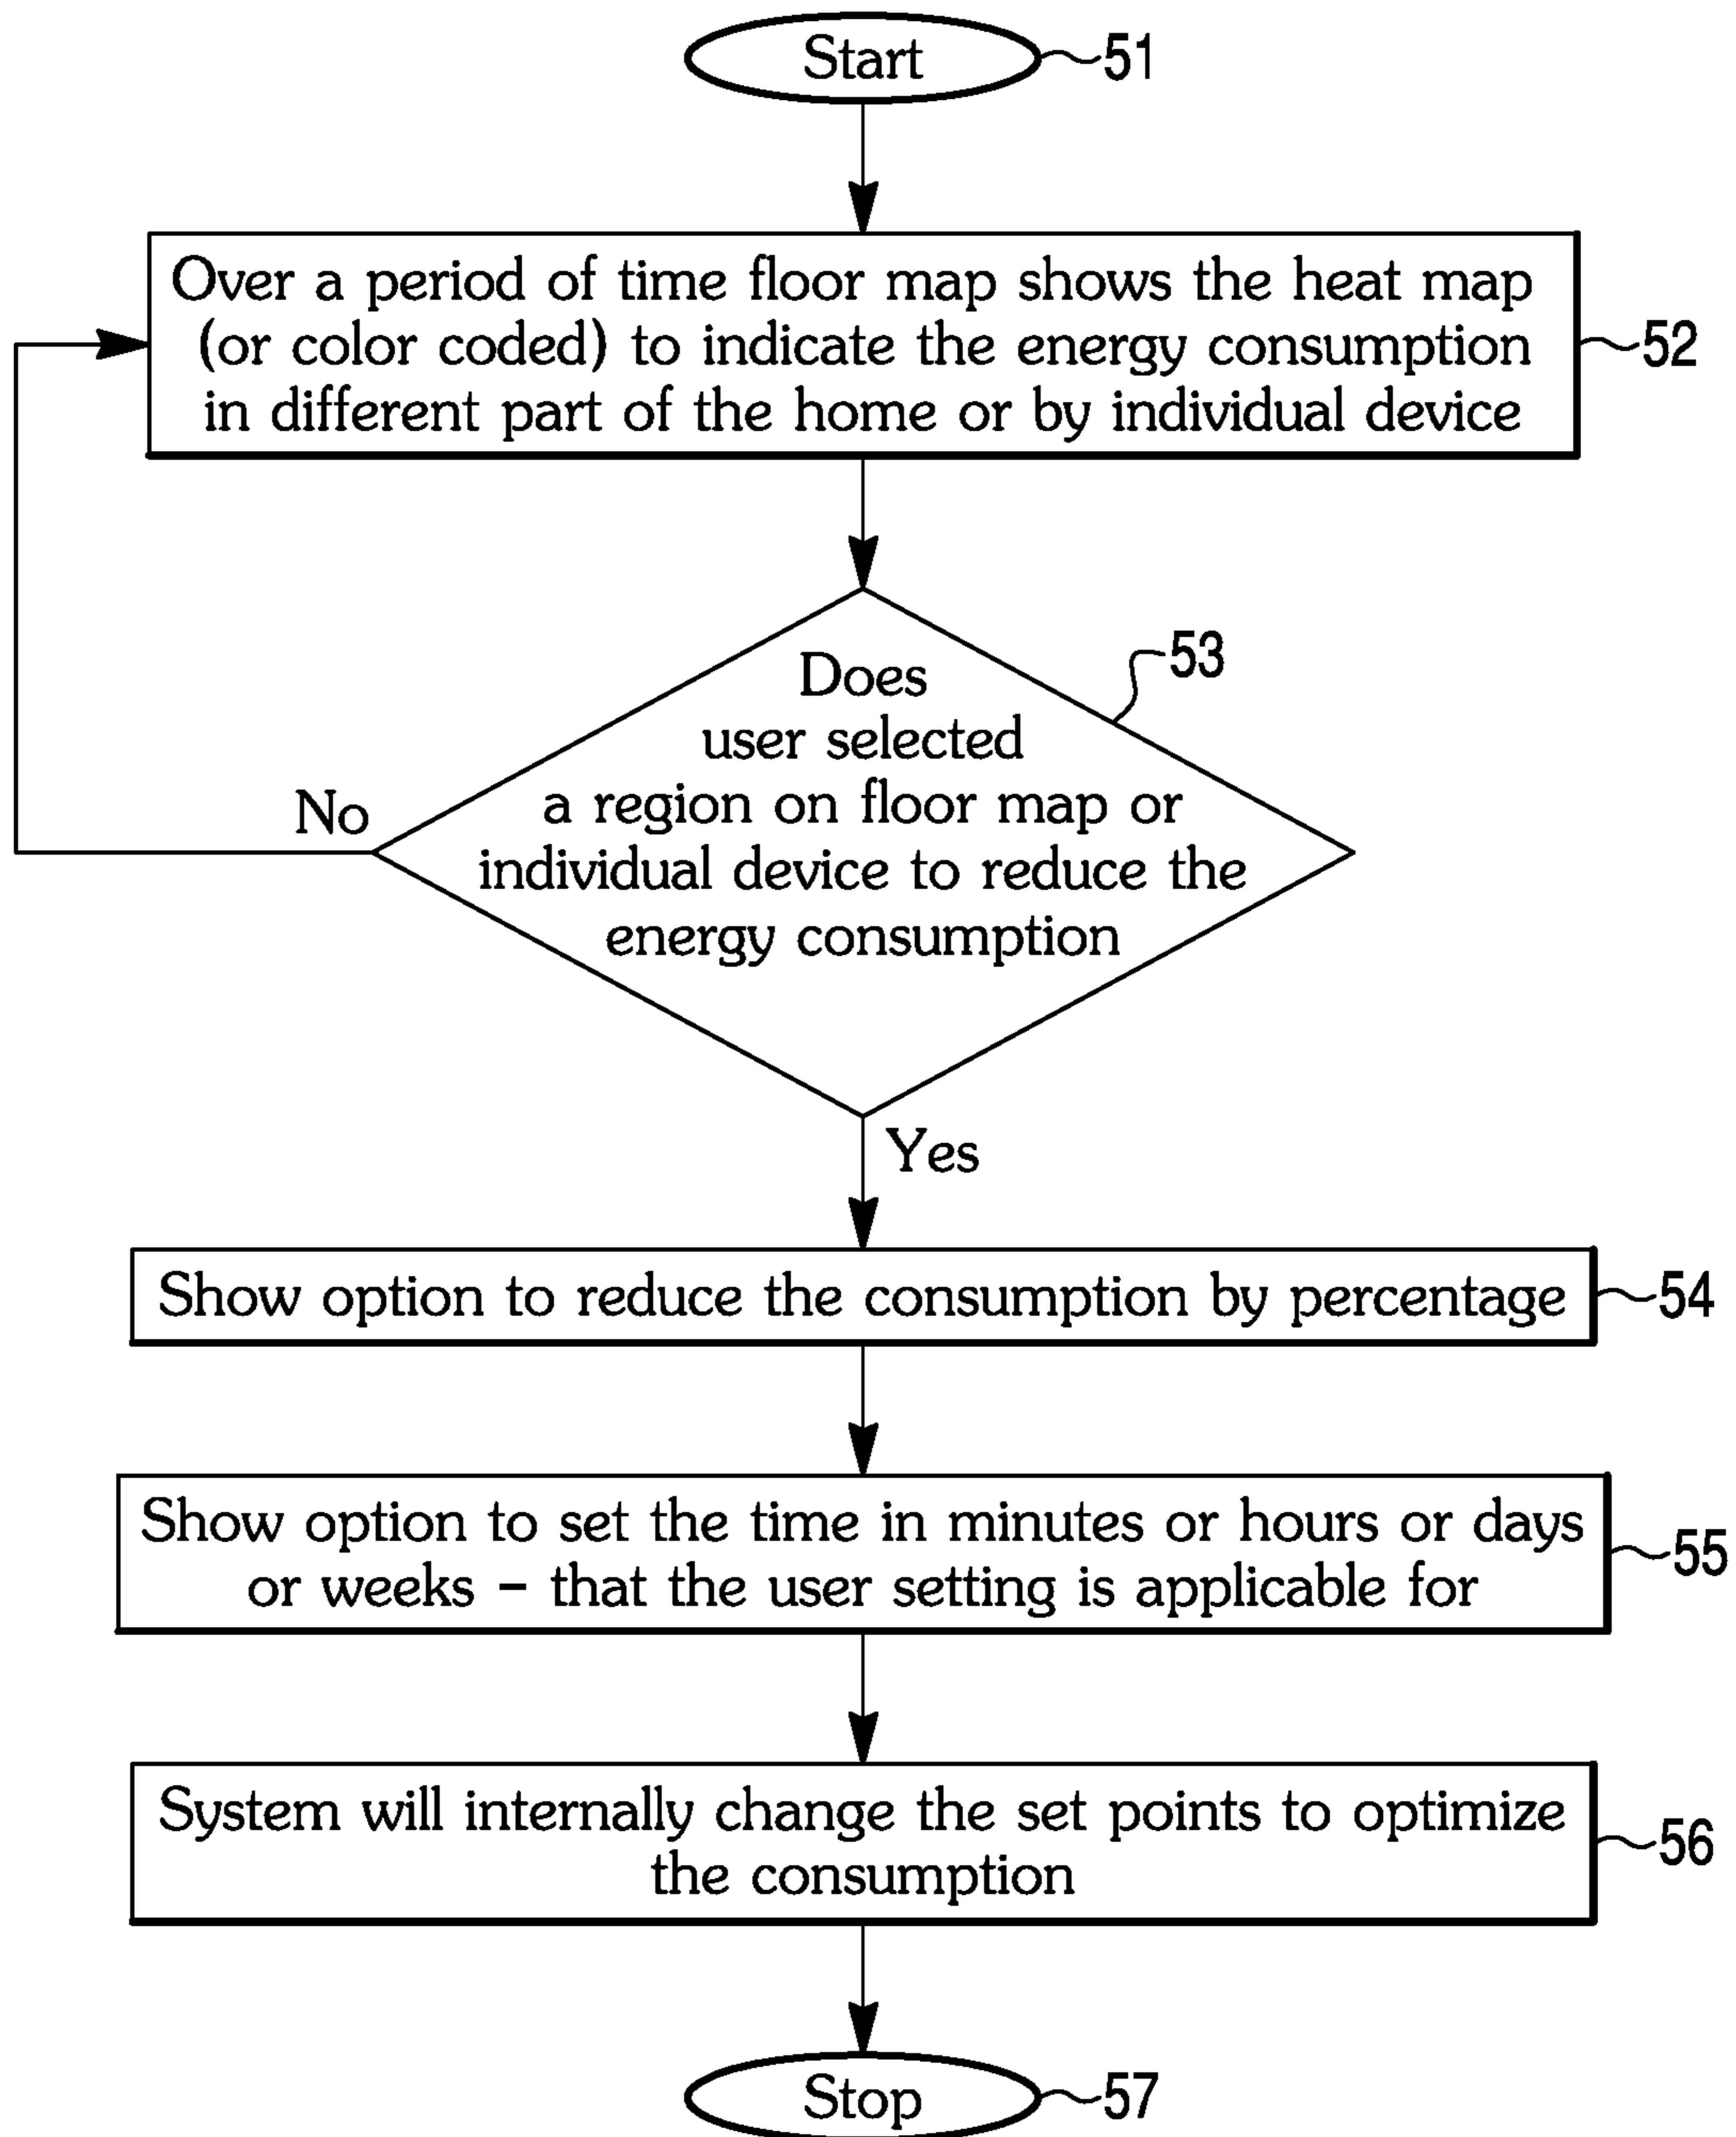 Start
51
Over a period of time floor map shows the heat map
(or color coded) to indicate the energy consumption
in different part of the home or by individual device
52
Does
user selected
a region on floor map or
individual device to reduce the
energy consumption
53
No
Yes
Show option to reduce the consumption by percentage
54
Show option to set the time in minutes or hours or days
or weeks – that the user setting is applicable for
55
System will internally change the set points to optimize
the consumption
56
Stop
57